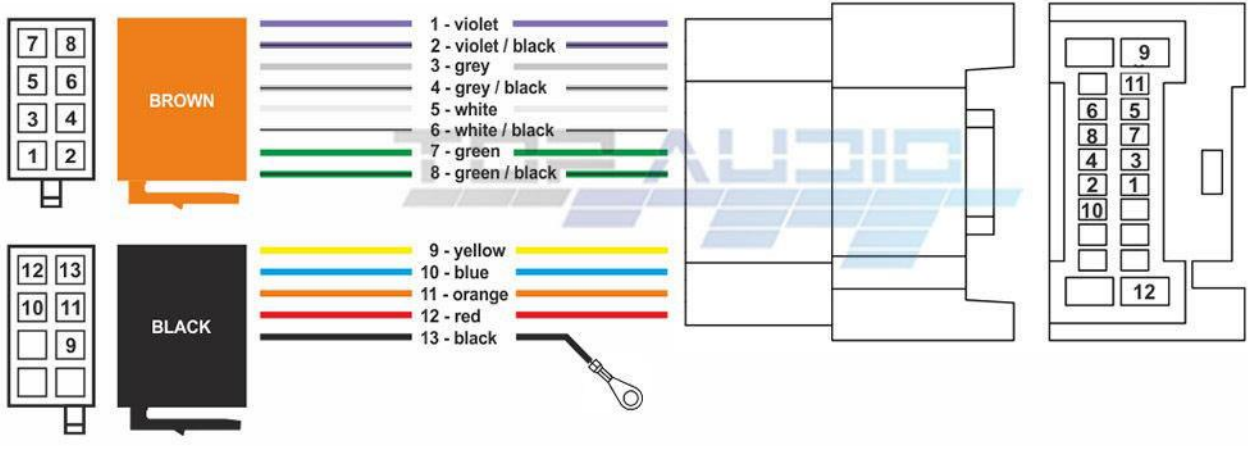 7 8
5 6
3 4
1 2
BROWN
1 - violet
2 - violet / black
3 - grey
4 - grey / black
5 - white
6 - white / black
7 - green
8 - green / black
TOP AUDIO
12 13
10 11
9
BLACK
9 - yellow
10 - blue
11 - orange
12 - red
13 - black
9
11
6 5
8 7
4 3
2 1
10
12